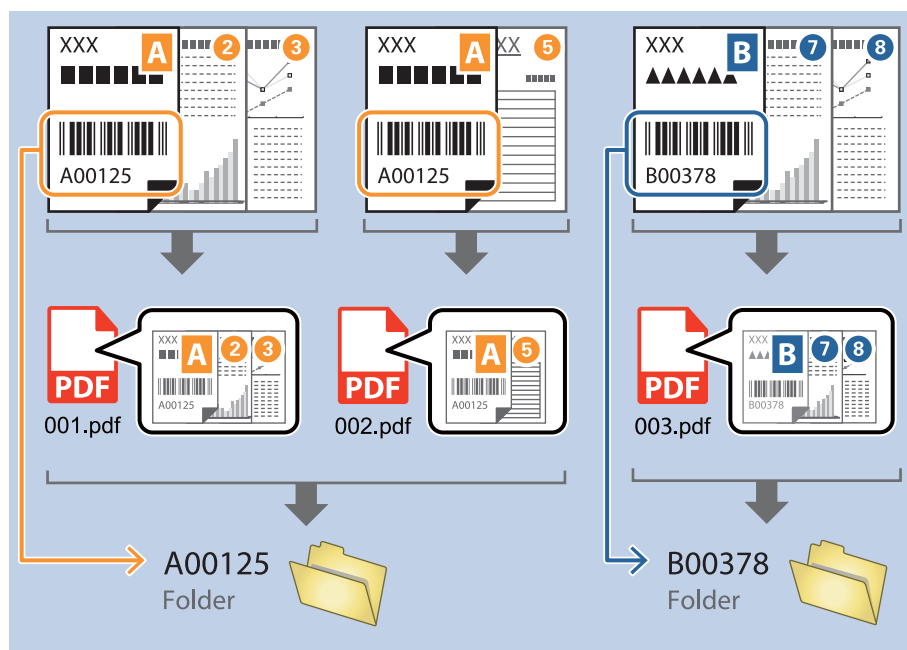 XXX A 2 3
A00125
XXX A XX 5
A00125
XXX B 7 8
B00378
PDF
XXX A 2 3
A00125
001.pdf
PDF
XXX A 5
A00125
002.pdf
PDF
XXX B 7 8
B00378
003.pdf
A00125
Folder
B00378
Folder